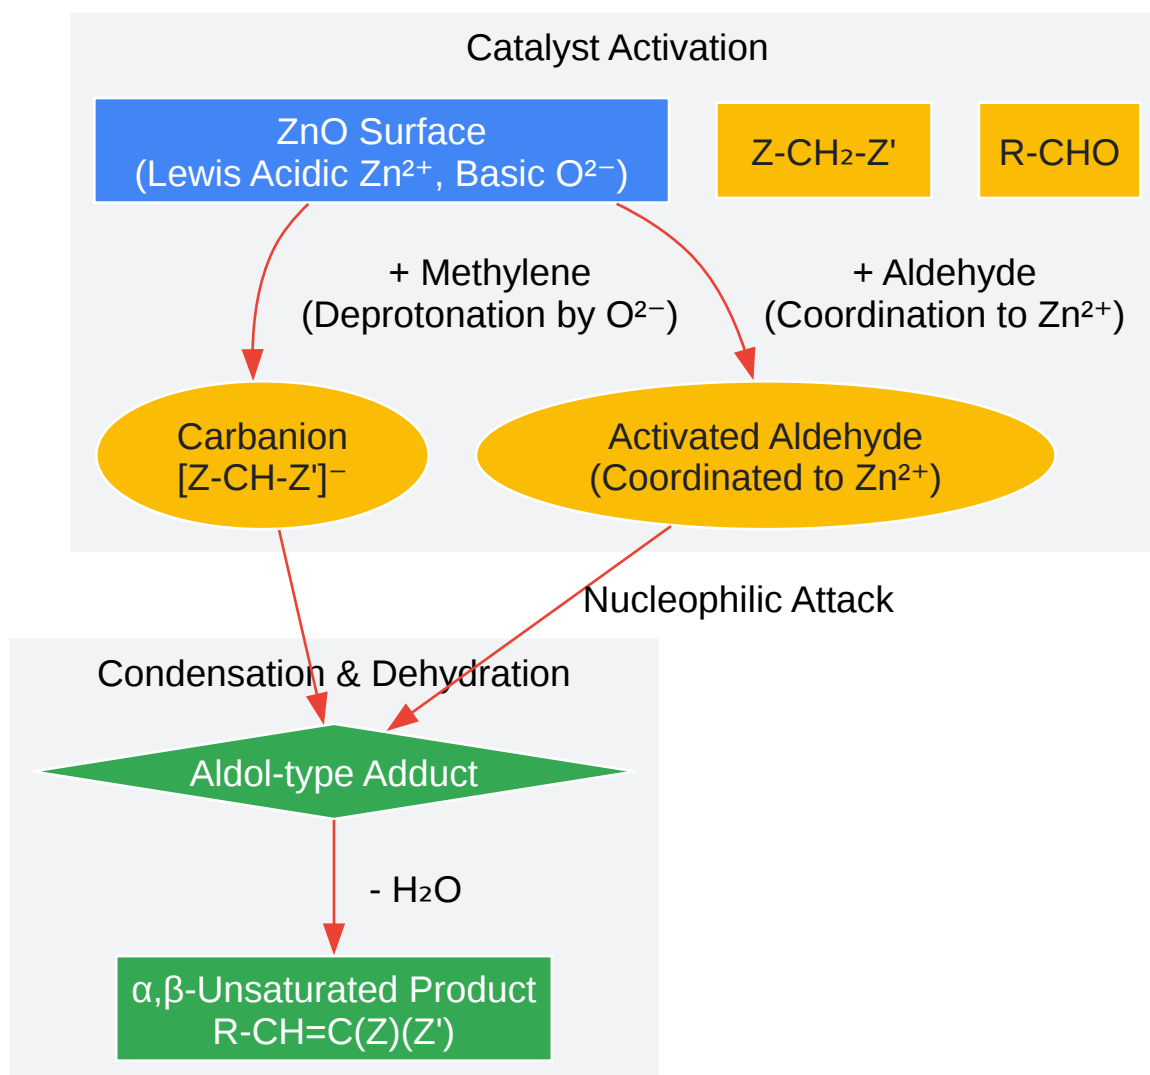 Catalyst Activation
ZnO Surface
(Lewis Acidic Zn²⁺, Basic O²⁻)
Z-CH₂-Z'
R-CHO
+ Methylene
(Deprotonation by O²⁻)
+ Aldehyde
(Coordination to Zn²⁺)
Carbanion
[Z-CH-Z']⁻
Activated Aldehyde
(Coordinated to Zn²⁺)
Nucleophilic Attack
Condensation & Dehydration
Aldol-type Adduct
- H₂O
α,β-Unsaturated Product
R-CH=C(Z)(Z')